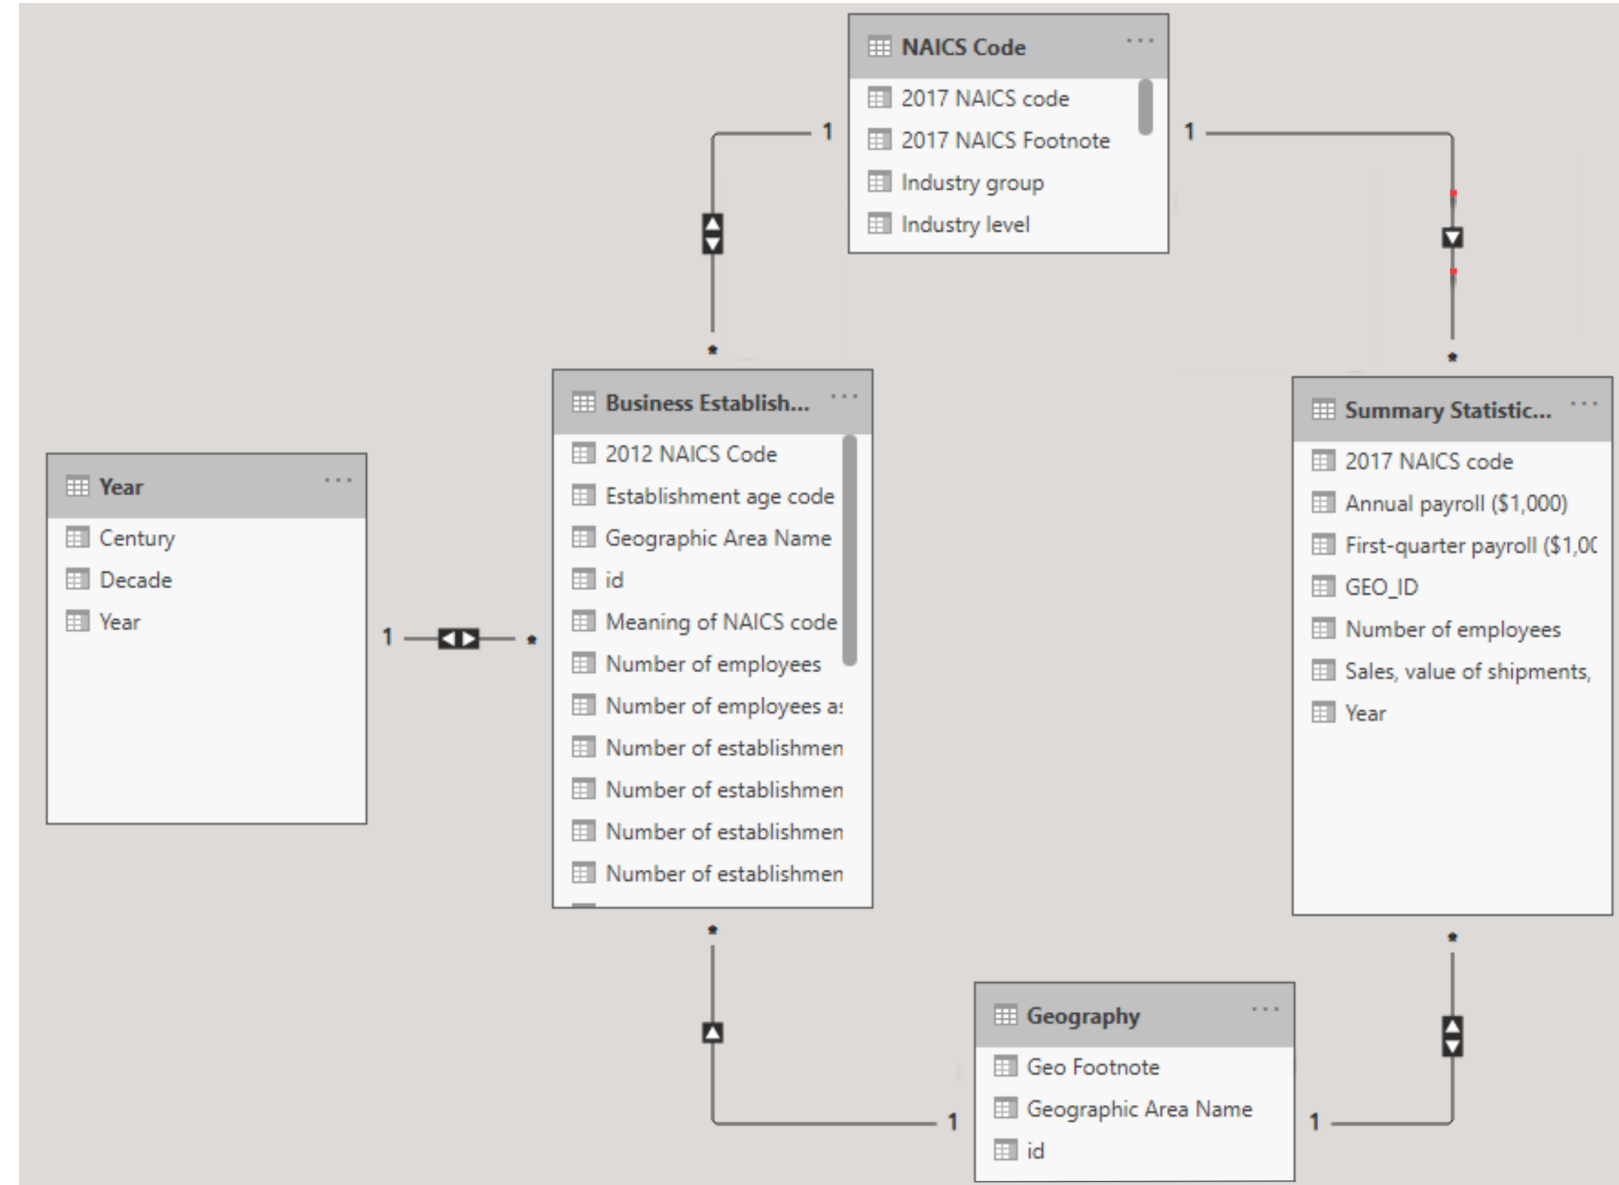 NAICS Code ...
2017 NAICS code
2017 NAICS Footnote
Industry group
Industry level
1
1
*
*
Business Establish... ...
2012 NAICS Code
Establishment age code
Geographic Area Name
id
Meaning of NAICS code
Number of employees
Number of employees as
Number of establishmen
Number of establishmen
Number of establishmen
Number of establishmen
Summary Statistic... ...
2017 NAICS code
Annual payroll ($1,000)
First-quarter payroll ($1,00
GEO_ID
Number of employees
Sales, value of shipments,
Year
Year ...
Century
Decade
Year
1
*
*
*
Geography ...
Geo Footnote
Geographic Area Name
id
1
1